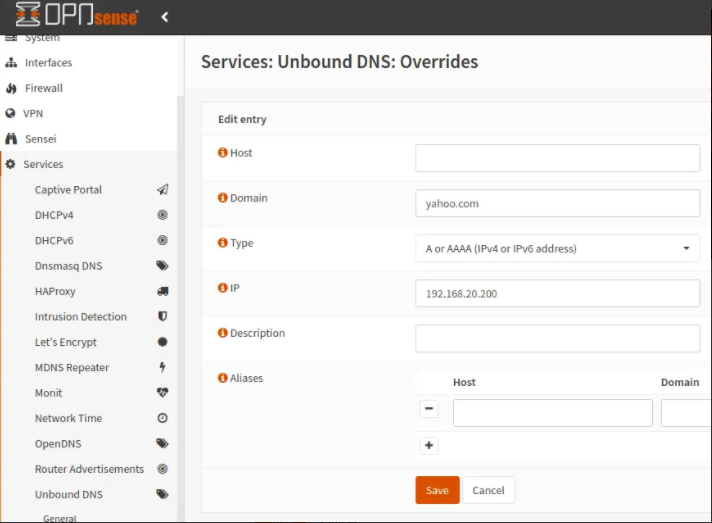 OPNsense
System
Interfaces
Firewall
VPN
Sensei
Services
Captive Portal
DHCPv4
DHCPv6
Dnsmasq DNS
HAProxy
Intrusion Detection
Let's Encrypt
MDNS Repeater
Monit
Network Time
OpenDNS
Router Advertisements
Unbound DNS
General
Services: Unbound DNS: Overrides
Edit entry
Host
Domain
yahoo.com
Type
A or AAAA (IPv4 or IPv6 address)
IP
192.168.20.200
Description
Aliases
Host Domain
Save Cancel